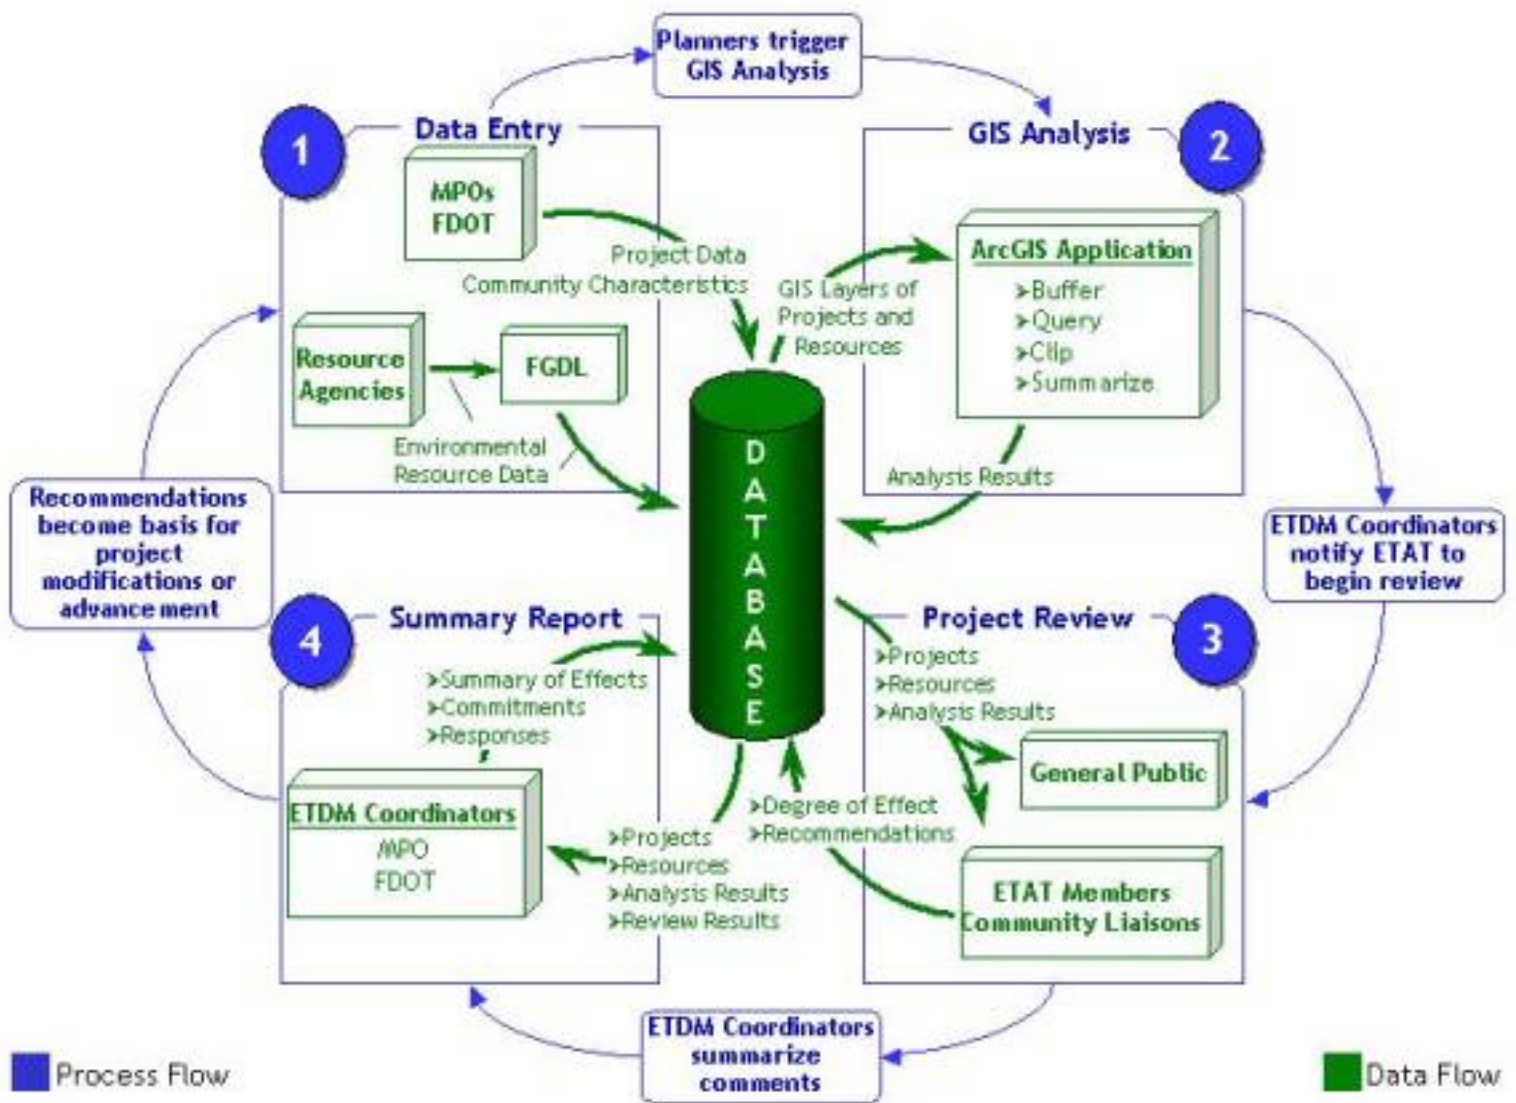 Planners trigger
GIS Analysis
1
Data Entry
MPOs
FDOT
Project Data
Community Characteristics
Resource
Agencies
FGDL
Environmental
Resource Data
2
GIS Analysis
GIS Layers of
Projects and
Resources
ArcGIS Application
➢Buffer
➢Query
➢Clip
➢Summarize
Analysis Results
DATABASE
Recommendations
become basis for
project
modifications or
advancement
ETDM Coordinators
notify ETAT to
begin review
4
Summary Report
➢Summary of Effects
➢Commitments
➢Responses
ETDM Coordinators
MPO
FDOT
➢Projects
➢Resources
➢Analysis Results
➢Review Results
3
Project Review
➢Projects
➢Resources
➢Analysis Results
General Public
➢Degree of Effect
➢Recommendations
ETAT Members
Community Liaisons
ETDM Coordinators
summarize
comments
Process Flow
Data Flow